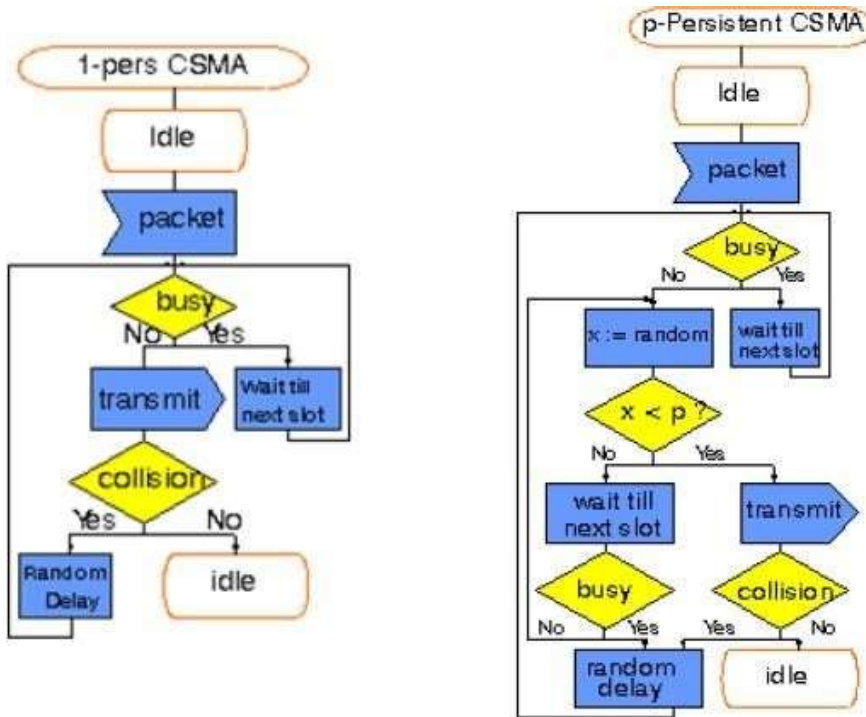 1-pers CSMA
Idle
packet
busy
No
Yes
transmit
Wait till
next slot
collision
Yes
No
Random
Delay
idle
p-Persistent CSMA
Idle
packet
busy
No
Yes
x := random
wait till
next slot
x < p ?
No
Yes
wait till
next slot
transmit
busy
collision
No
Yes
Yes
No
random
delay
idle